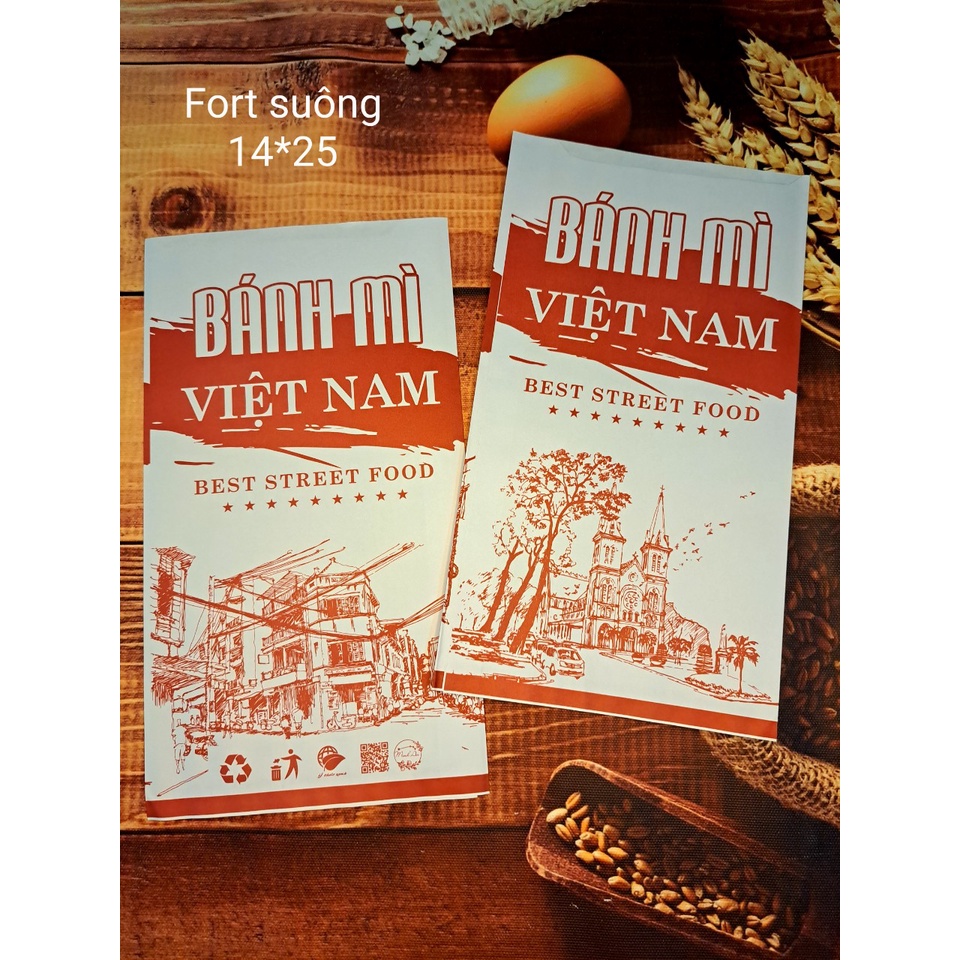 Fort suông
14*25
BÁNH MÌ
VIỆT NAM
BEST STREET FOOD
BÁNH MÌ
VIỆT NAM
BEST STREET FOOD